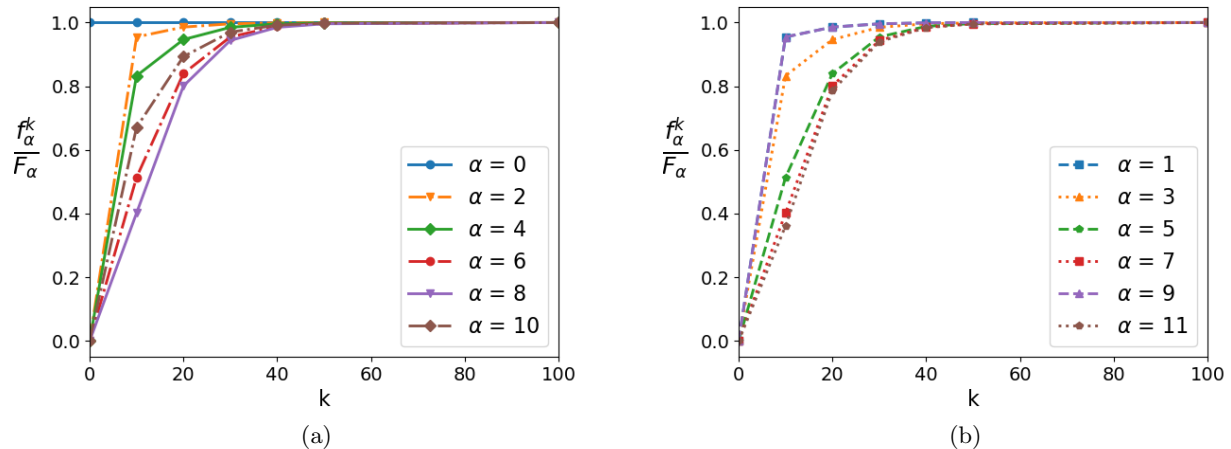 1.0
0.8
0.6
0.4
0.2
0.0
f_α^k
F_α
α = 0
α = 2
α = 4
α = 6
α = 8
α = 10
0 20 40 60 80 100
k
(a)
1.0
0.8
0.6
0.4
0.2
0.0
f_α^k
F_α
α = 1
α = 3
α = 5
α = 7
α = 9
α = 11
0 20 40 60 80 100
k
(b)